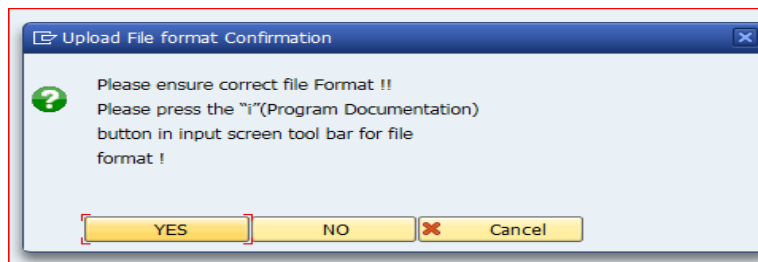 Upload File format Confirmation
Please ensure correct file Format !!
Please press the "i"(Program Documentation)
button in input screen tool bar for file
format !
YES NO Cancel